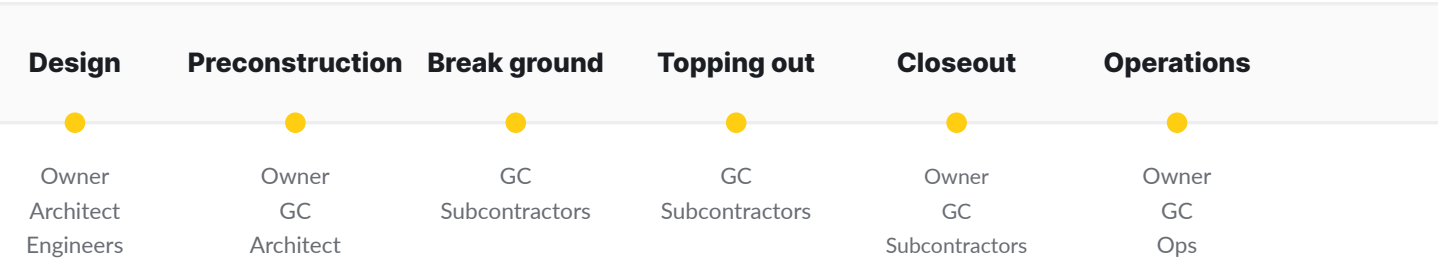 Design Preconstruction Break ground Topping out Closeout Operations
Owner Owner GC GC Owner Owner
Architect GC Subcontractors Subcontractors GC GC
Engineers Architect Subcontractors Ops